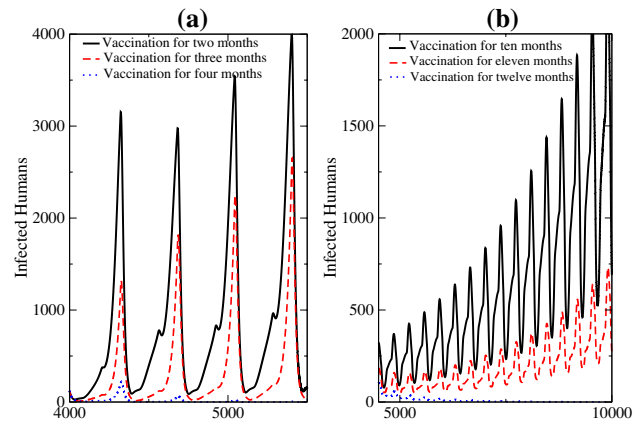 (a)
Vaccination for two months
Vaccination for three months
Vaccination for four months
4000
3000
2000
1000
0
Infected Humans
4000
5000
(b)
Vaccination for ten months
Vaccination for eleven months
Vaccination for twelve months
2000
1500
1000
500
0
Infected Humans
5000
10000